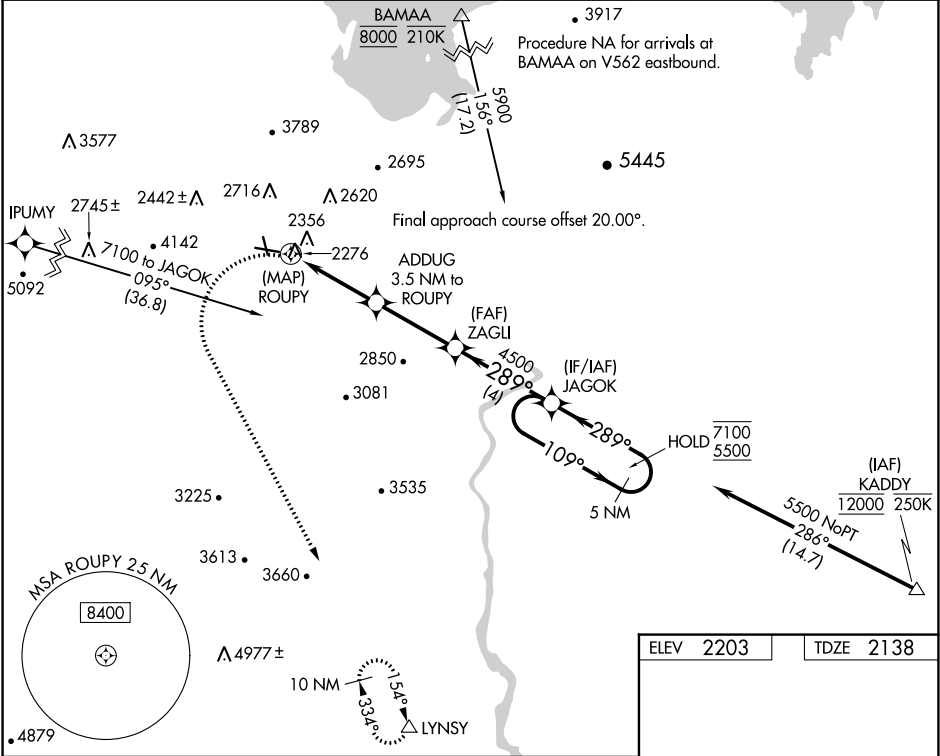 BAMAA
8000 210K
3917
Procedure NA for arrivals at
BAMAA on V562 eastbound.
5900
156°
(17.2)
3789
3577
2695
5445
2442±
2716
2620
IPUMY
2745±
Final approach course offset 20.00°.
2356
4142
2276
7100 to JAGOK
095°
(36.8)
5092
(MAP)
ROUPY
ADDUG
3.5 NM to
ROUPY
(FAF)
ZAGLI
2850
4500
289°
(4)
(IF/IAF)
JAGOK
3081
289°
HOLD 7100
5500
109°
5 NM
(IAF)
KADDY
12000 250K
5500 NoPT
286°
(14.7)
3225
3535
3613
3660
MSA ROUPY 25 NM
8400
4977±
10 NM
154°
334°
LYNSY
4879
ELEV 2203
TDZE 2138